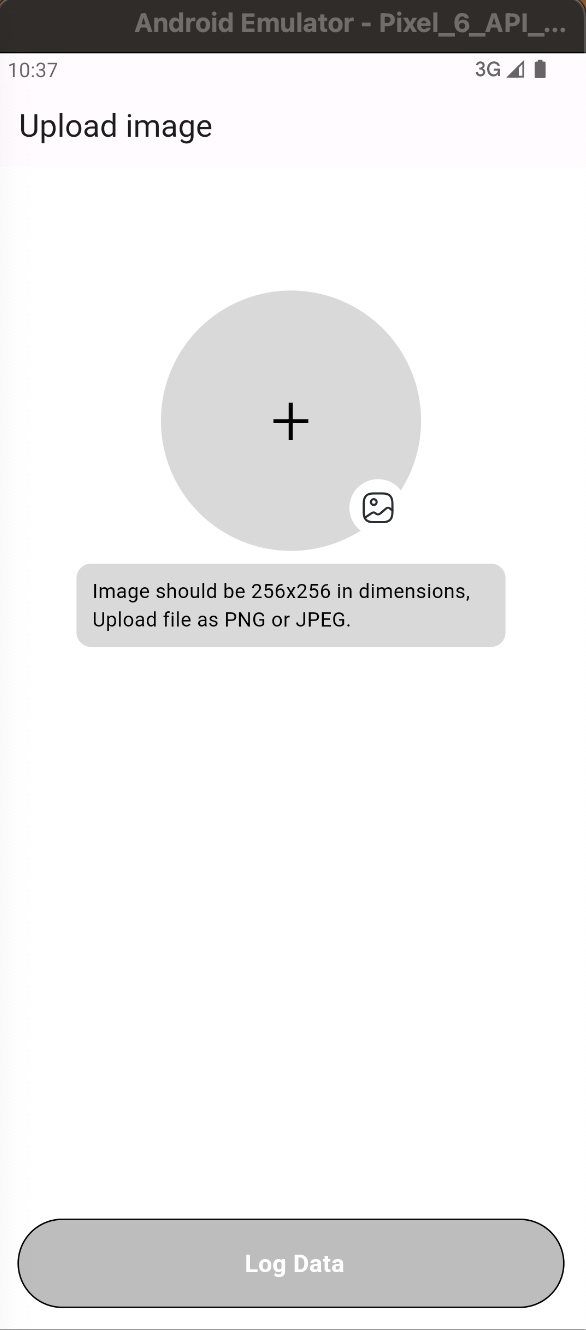 Android Emulator - Pixel_6_API_...
10:37
3G
Upload image
Image should be 256x256 in dimensions,
Upload file as PNG or JPEG.
Log Data